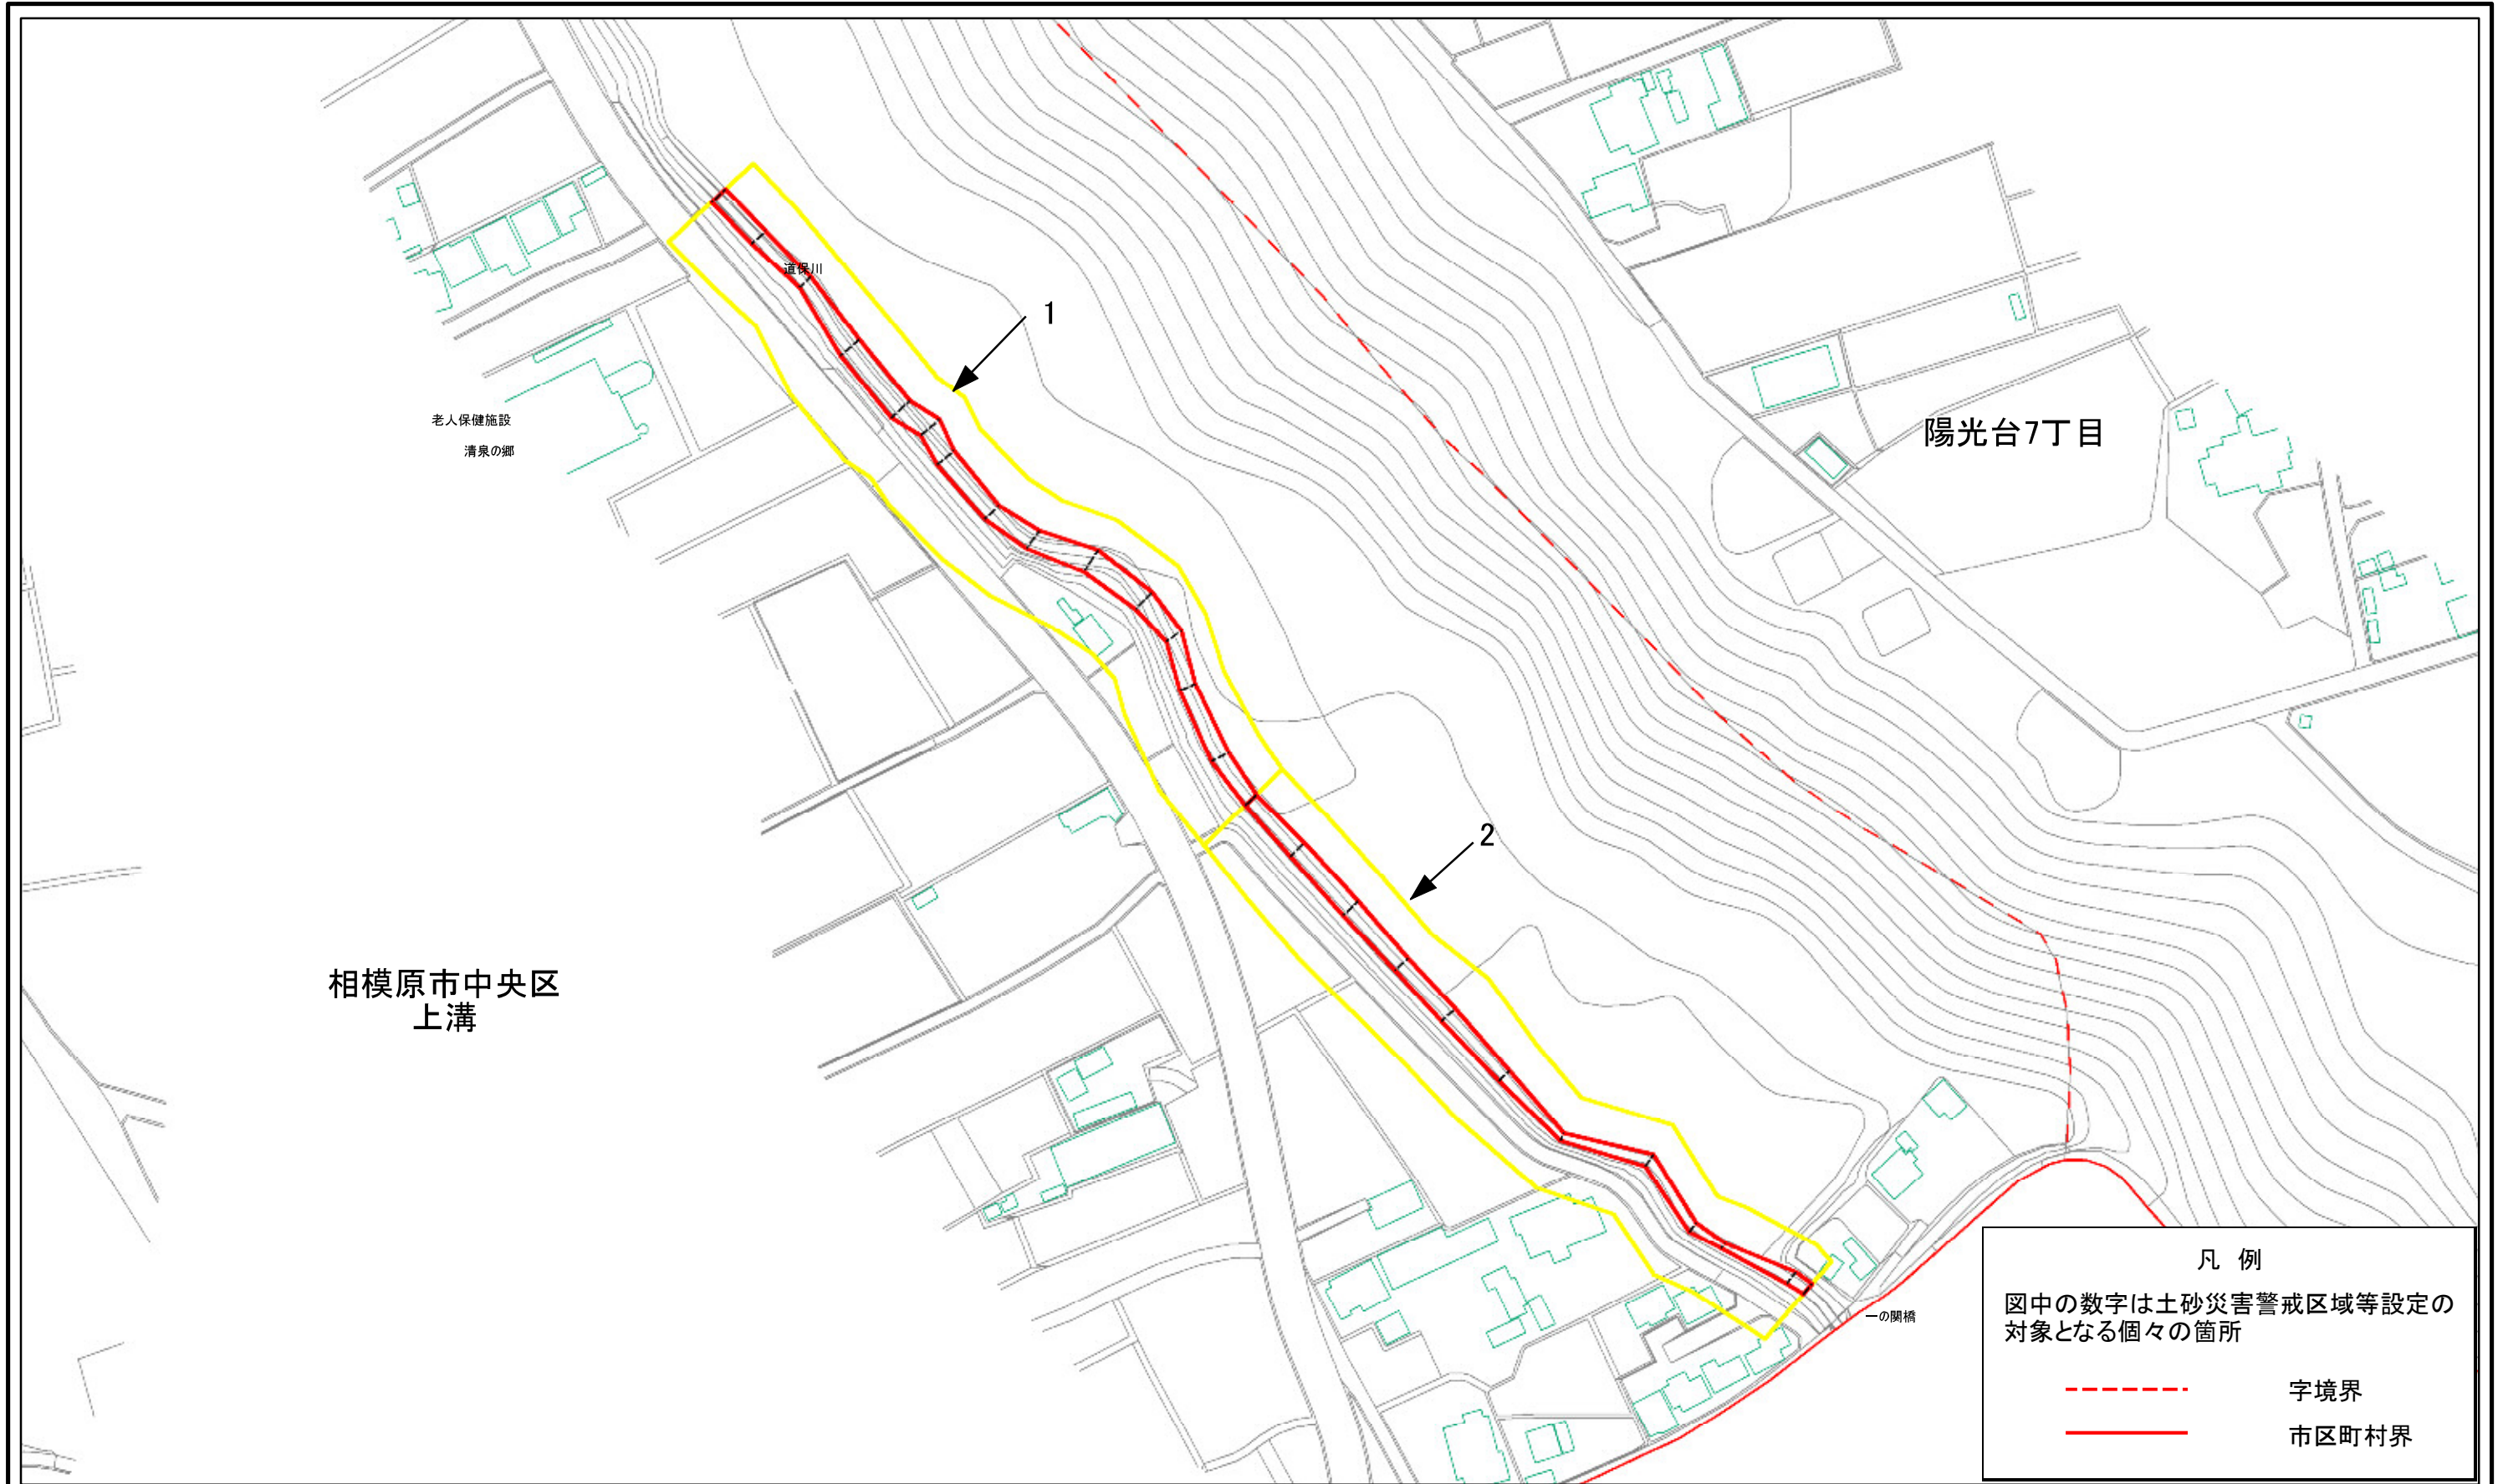 道保川
1
老人保健施設
清泉の郷
陽光台7丁目
2
相模原市中央区
上溝
一の関橋
凡 例
図中の数字は土砂災害警戒区域等設定の
対象となる個々の箇所
字境界
市区町村界